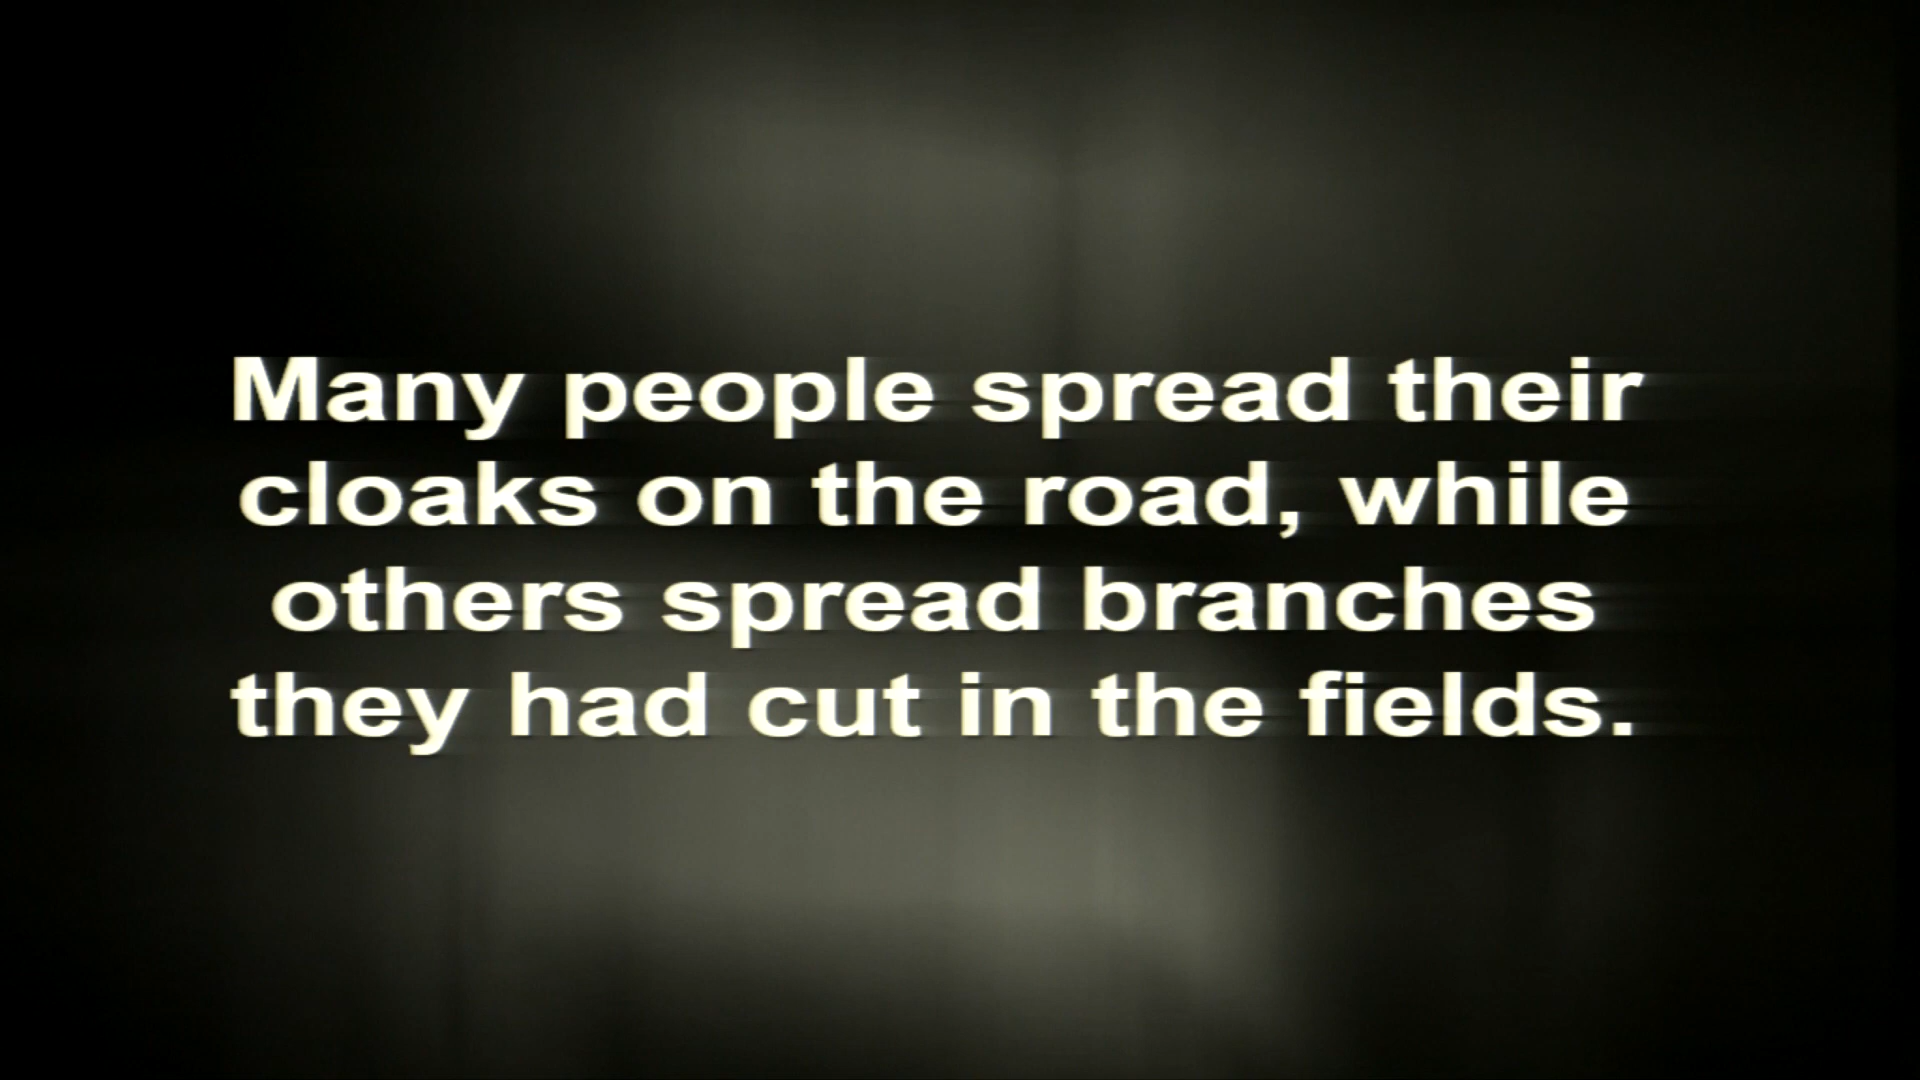 Many people spread their
cloaks on the road, while
others spread branches
they had cut in the fields.